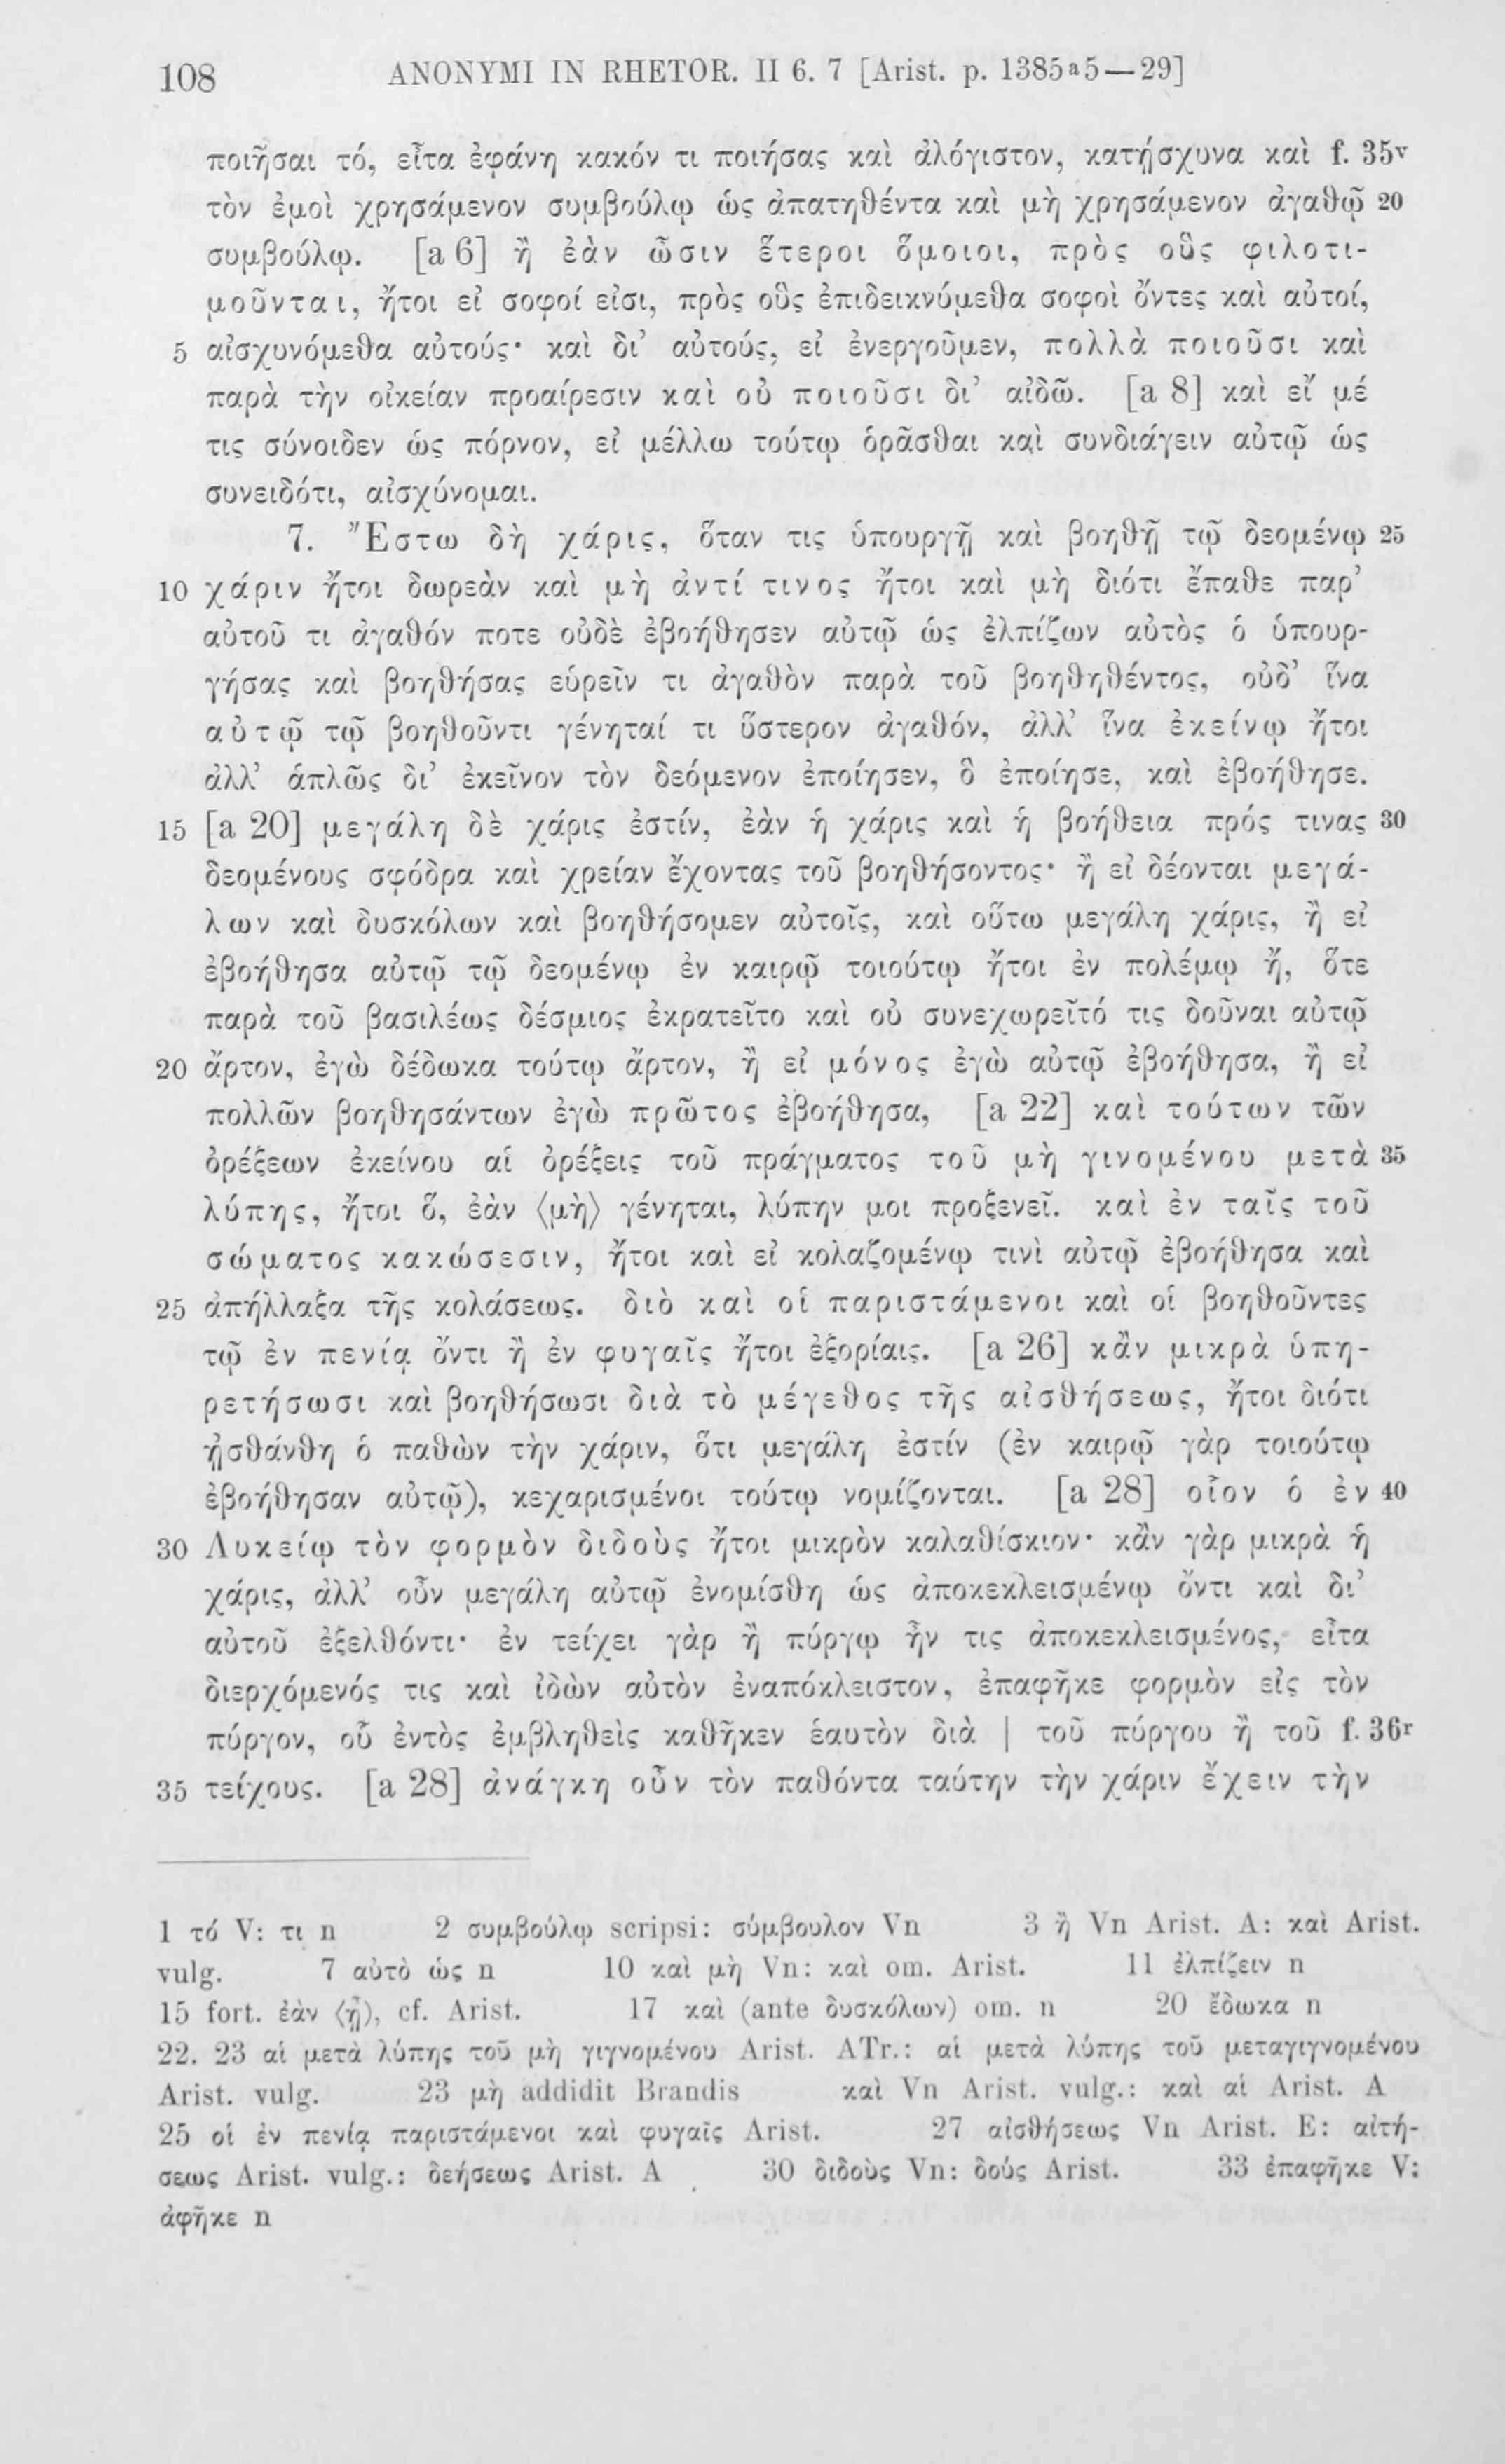 108 ANONYMI IN RHETOR. II 6. 7 [Arist. p. 1385ᵃ5—29]
ποιῆσαι τό, εἶτα ἐφάνη κακόν τι ποιήσας καὶ ἀλόγιστον, κατῄσχυνα καὶ f. 35ᵛ
τὸν ἐμοὶ χρησάμενον συμβούλῳ ὡς ἀπατηθέντα καὶ μὴ χρησάμενον ἀγαθῷ 20
συμβούλῳ. [a 6] ἢ ἐὰν ὦσιν ἕτεροι ὅμοιοι, πρὸς οὓς φιλοτι-
μοῦνται, ἤτοι εἰ σοφοί εἰσι, πρὸς οὓς ἐπιδεικνύμεθα σοφοὶ ὄντες καὶ αὐτοί,
5 αἰσχυνόμεθα αὐτούς· καὶ δι’ αὐτούς, εἰ ἐνεργοῦμεν, πολλὰ ποιοῦσι καὶ
παρὰ τὴν οἰκείαν προαίρεσιν καὶ οὐ ποιοῦσι δι’ αἰδῶ. [a 8] καὶ εἴ μέ
τις σύνοιδεν ὡς πόρνον, εἰ μέλλω τούτῳ ὁρᾶσθαι καὶ συνδιάγειν αὐτῷ ὡς
συνειδότι, αἰσχύνομαι.
7. Ἔστω δὴ χάρις, ὅταν τις ὑπουργῇ καὶ βοηθῇ τῷ δεομένῳ 25
10 χάριν ἤτοι δωρεὰν καὶ μὴ ἀντί τινος ἤτοι καὶ μὴ διότι ἔπαθε παρ’
αὐτοῦ τι ἀγαθόν ποτε οὐδὲ ἐβοήθησεν αὐτῷ ὡς ἐλπίζων αὐτὸς ὁ ὑπουρ-
γήσας καὶ βοηθήσας εὑρεῖν τι ἀγαθὸν παρὰ τοῦ βοηθηθέντος, οὐδ’ ἵνα
αὐτῷ τῷ βοηθοῦντι γένηταί τι ὕστερον ἀγαθόν, ἀλλ’ ἵνα ἐκείνῳ ἤτοι
ἀλλ’ ἁπλῶς δι’ ἐκεῖνον τὸν δεόμενον ἐποίησεν, ὃ ἐποίησε, καὶ ἐβοήθησε.
15 [a 20] μεγάλη δὲ χάρις ἐστίν, ἐὰν ἡ χάρις καὶ ἡ βοήθεια πρός τινας 30
δεομένους σφόδρα καὶ χρείαν ἔχοντας τοῦ βοηθήσοντος· ἢ εἰ δέονται μεγά-
λων καὶ δυσκόλων καὶ βοηθήσομεν αὐτοῖς, καὶ οὕτω μεγάλη χάρις, ἢ εἰ
ἐβοήθησα αὐτῷ τῷ δεομένῳ ἐν καιρῷ τοιούτῳ ἤτοι ἐν πολέμῳ ἤ, ὅτε
παρὰ τοῦ βασιλέως δέσμιος ἐκρατεῖτο καὶ οὐ συνεχωρεῖτό τις δοῦναι αὐτῷ
20 ἄρτον, ἐγὼ δέδωκα τούτῳ ἄρτον, ἢ εἰ μόνος ἐγὼ αὐτῷ ἐβοήθησα, ἢ εἰ
πολλῶν βοηθησάντων ἐγὼ πρῶτος ἐβοήθησα, [a 22] καὶ τούτων τῶν
ὀρέξεων ἐκείνου αἱ ὀρέξεις τοῦ πράγματος τοῦ μὴ γινομένου μετὰ 35
λύπης, ἤτοι ὅ, ἐὰν ⟨μὴ⟩ γένηται, λύπην μοι προξενεῖ. καὶ ἐν ταῖς τοῦ
σώματος κακώσεσιν, ἤτοι καὶ εἰ κολαζομένῳ τινὶ αὐτῷ ἐβοήθησα καὶ
25 ἀπήλλαξα τῆς κολάσεως. διὸ καὶ οἱ παριστάμενοι καὶ οἱ βοηθοῦντες
τῷ ἐν πενίᾳ ὄντι ἢ ἐν φυγαῖς ἤτοι ἐξορίαις. [a 26] κἂν μικρὰ ὑπη-
ρετήσωσι καὶ βοηθήσωσι διὰ τὸ μέγεθος τῆς αἰσθήσεως, ἤτοι διότι
ᾐσθάνθη ὁ παθὼν τὴν χάριν, ὅτι μεγάλη ἐστίν (ἐν καιρῷ γὰρ τοιούτῳ
ἐβοήθησαν αὐτῷ), κεχαρισμένοι τούτῳ νομίζονται. [a 28] οἷον ὁ ἐν 40
30 Λυκείῳ τὸν φορμὸν διδοὺς ἤτοι μικρὸν καλαθίσκιον· κἂν γὰρ μικρὰ ἡ
χάρις, ἀλλ’ οὖν μεγάλη αὐτῷ ἐνομίσθη ὡς ἀποκεκλεισμένῳ ὄντι καὶ δι’
αὐτοῦ ἐξελθόντι· ἐν τείχει γὰρ ἢ πύργῳ ἦν τις ἀποκεκλεισμένος, εἶτα
διερχόμενός τις καὶ ἰδὼν αὐτὸν ἐναπόκλειστον, ἐπαφῆκε φορμὸν εἰς τὸν
πύργον, οὗ ἐντὸς ἐμβληθεὶς καθῆκεν ἑαυτὸν διὰ | τοῦ πύργου ἢ τοῦ f. 36ʳ
35 τείχους. [a 28] ἀνάγκη οὖν τὸν παθόντα ταύτην τὴν χάριν ἔχειν τὴν
1 τό V: τι n 2 συμβούλῳ scripsi: σύμβουλον Vn 3 ἢ Vn Arist. A: καὶ Arist.
vulg. 7 αὐτὸ ὡς n 10 καὶ μὴ Vn: καὶ om. Arist. 11 ἐλπίζειν n
15 fort. ἐὰν ⟨ᾖ⟩, cf. Arist. 17 καὶ (ante δυσκόλων) om. n 20 ἔδωκα n
22. 23 αἱ μετὰ λύπης τοῦ μὴ γιγνομένου Arist. ATr.: αἱ μετὰ λύπης τοῦ μεταγιγνομένου
Arist. vulg. 23 μὴ addidit Brandis καὶ Vn Arist. vulg.: καὶ αἱ Arist. A
25 οἱ ἐν πενίᾳ παριστάμενοι καὶ φυγαῖς Arist. 27 αἰσθήσεως Vn Arist. E: αἰτή-
σεως Arist. vulg.: δεήσεως Arist. A 30 διδοὺς Vn: δούς Arist. 33 ἐπαφῆκε V:
ἀφῆκε n